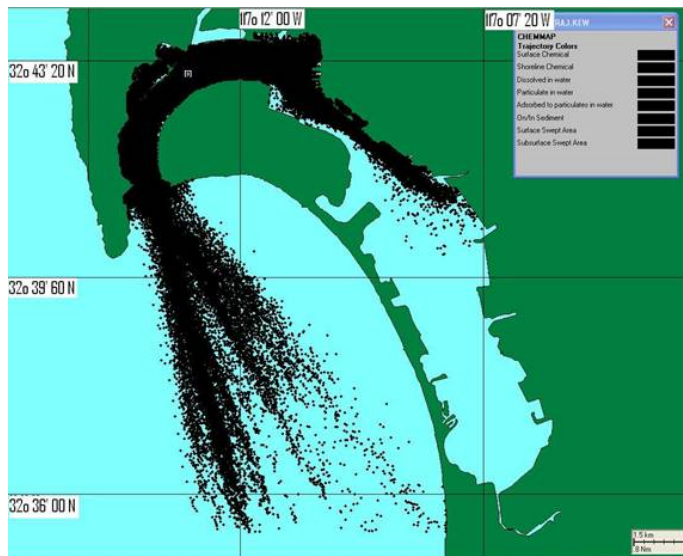 117o 12' 00 W
117o 07' 20 W
RAJ.KEW
32o 43' 20 N
CHEMMAP
Trajectory Colors
Surface Chemical
Shoreline Chemical
Dissolved in water
Particulate in water
Adsorbed to particulates in water
On/In Sediment
Surface Swept Area
Subsurface Swept Area
32o 39' 60 N
32o 36' 00 N
1.5 km
.8 Nm